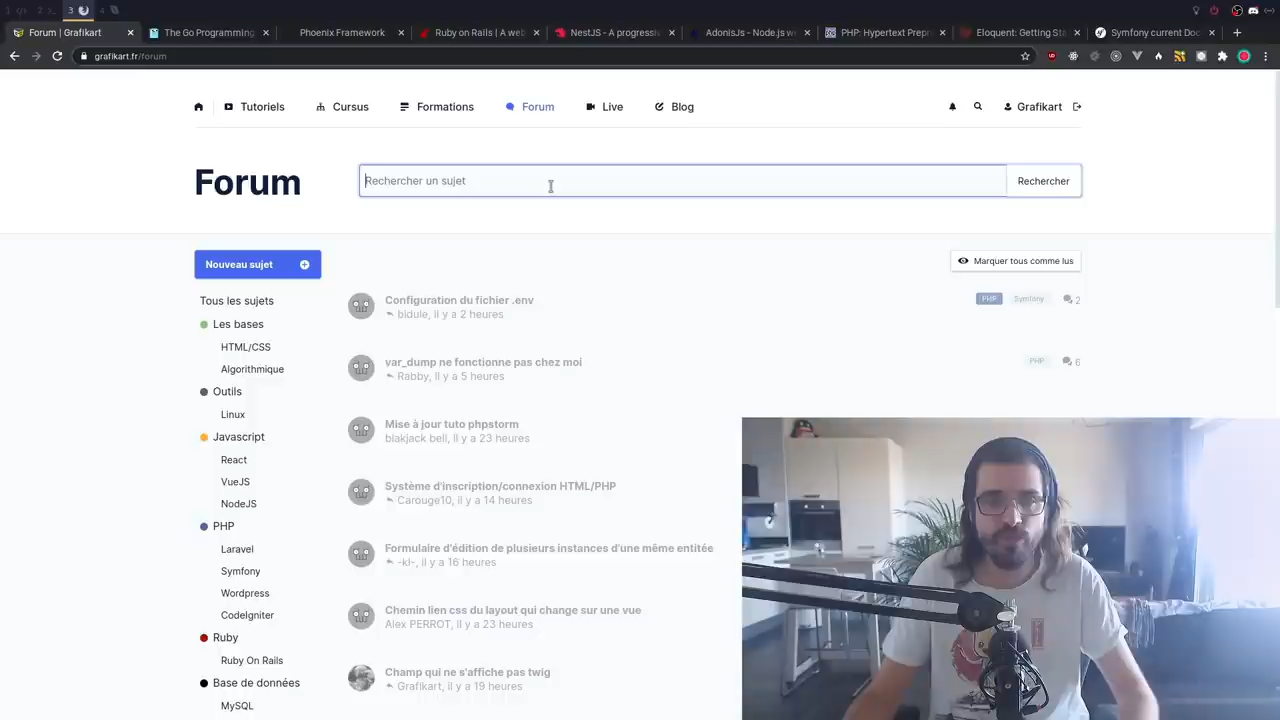 1
2
3
4
Forum | Grafikart
The Go Programming
Phoenix Framework
Ruby on Rails | A web
NestJS - A progressi
AdonisJs - Node.js we
PHP: Hypertext Prepr
Eloquent: Getting Sta
Symfony current Doc
grafikart.fr/forum
Tutoriels
Cursus
Formations
Forum
Live
Blog
Grafikart
Forum
Rechercher un sujet
Rechercher
Nouveau sujet
Marquer tous comme lus
Tous les sujets
Les bases
HTML/CSS
Algorithmique
Outils
Linux
Javascript
React
VueJS
NodeJS
PHP
Laravel
Symfony
Wordpress
CodeIgniter
Ruby
Ruby On Rails
Base de données
MySQL
Configuration du fichier .env
PHP Symfony 2
bidule, il y a 2 heures
var_dump ne fonctionne pas chez moi
PHP 6
Rabby, il y a 5 heures
Mise à jour tuto phpstorm
blakjack bell, il y a 23 heures
Système d'inscription/connexion HTML/PHP
Carouge10, il y a 14 heures
Formulaire d'édition de plusieurs instances d'une même entitée
-kl-, il y a 16 heures
Chemin lien css du layout qui change sur une vue
Alex PERROT, il y a 23 heures
Champ qui ne s'affiche pas twig
Grafikart, il y a 19 heures